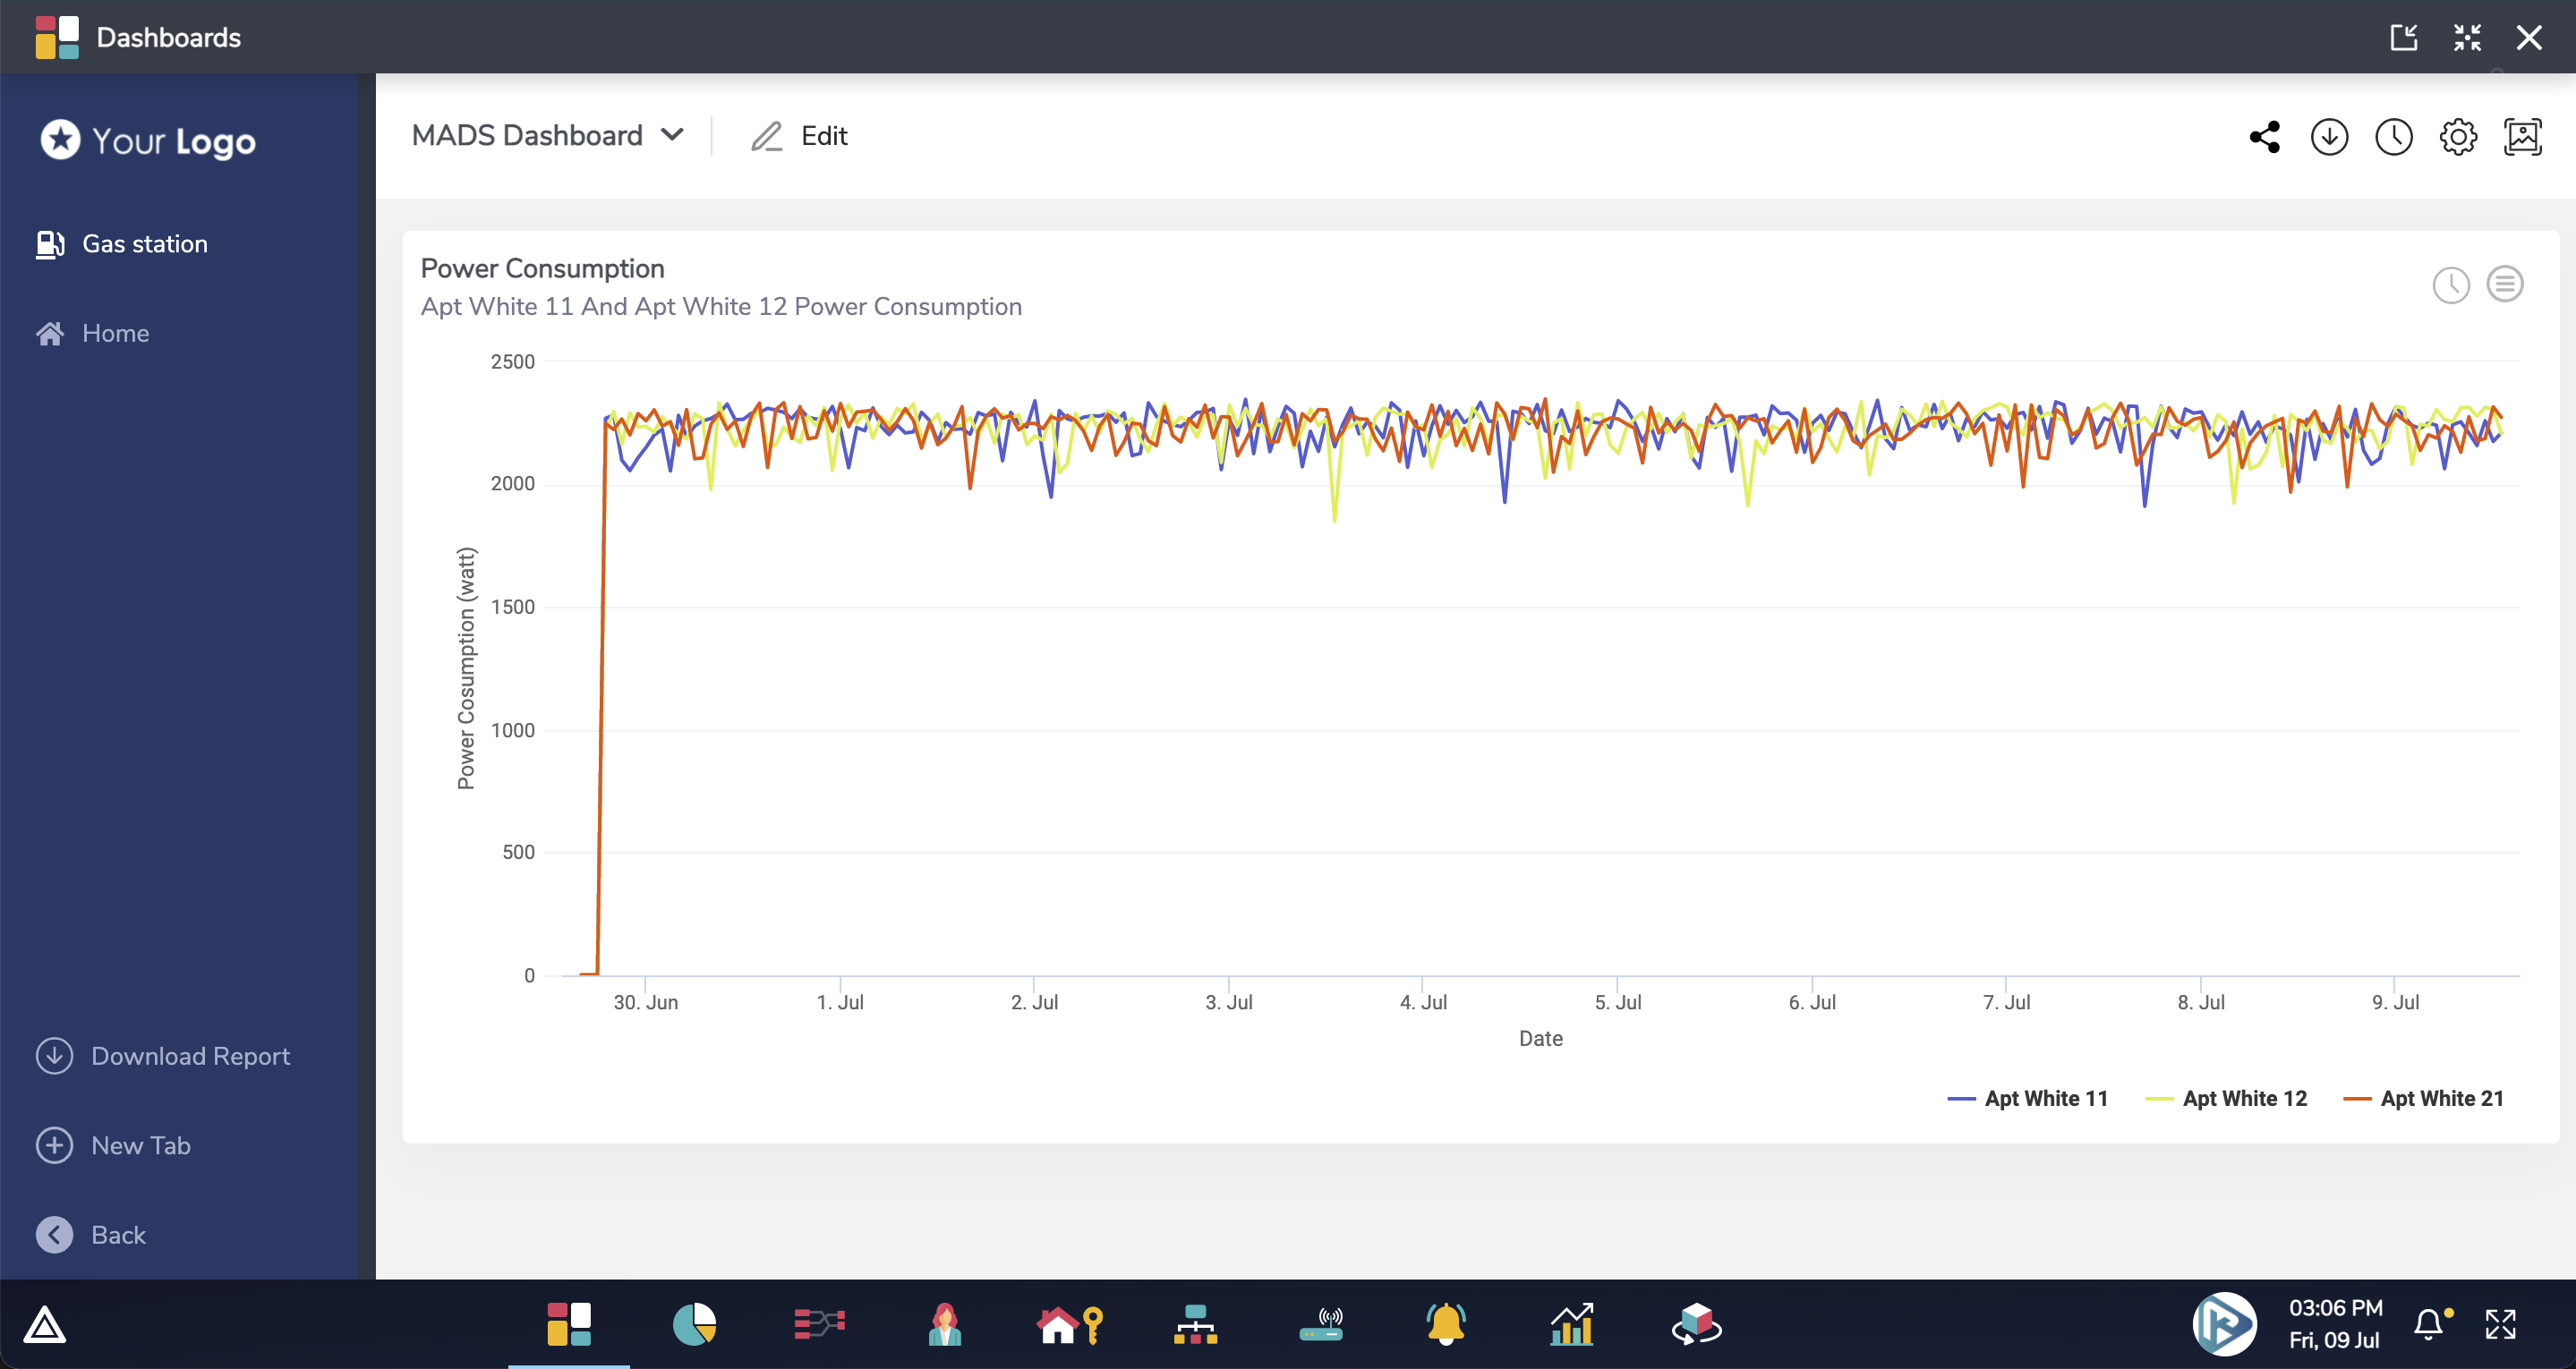 Dashboards
Your Logo
Gas station
Home
Download Report
New Tab
Back
MADS Dashboard
Edit
Power Consumption
Apt White 11 And Apt White 12 Power Consumption
Power Cosumption (watt)
2500
2000
1500
1000
500
0
30. Jun 1. Jul 2. Jul 3. Jul 4. Jul 5. Jul 6. Jul 7. Jul 8. Jul 9. Jul
Date
Apt White 11 Apt White 12 Apt White 21
03:06 PM
Fri, 09 Jul